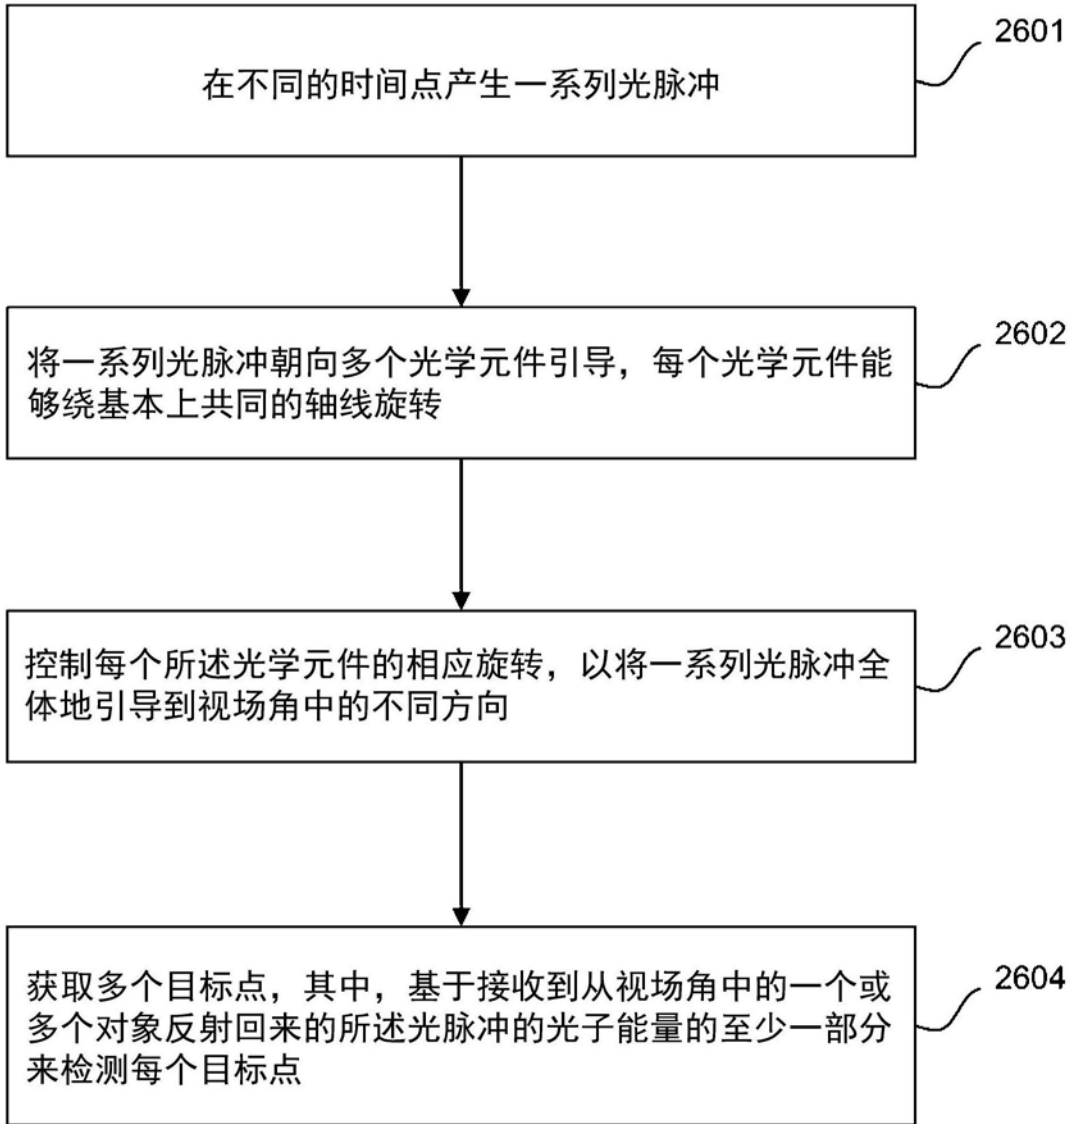 2601
在不同的时间点产生一系列光脉冲
2602
将一系列光脉冲朝向多个光学元件引导，每个光学元件能
够绕基本上共同的轴线旋转
2603
控制每个所述光学元件的相应旋转，以将一系列光脉冲全
体地引导到视场角中的不同方向
2604
获取多个目标点，其中，基于接收到从视场角中的一个或
多个对象反射回来的所述光脉冲的光子能量的至少一部分
来检测每个目标点